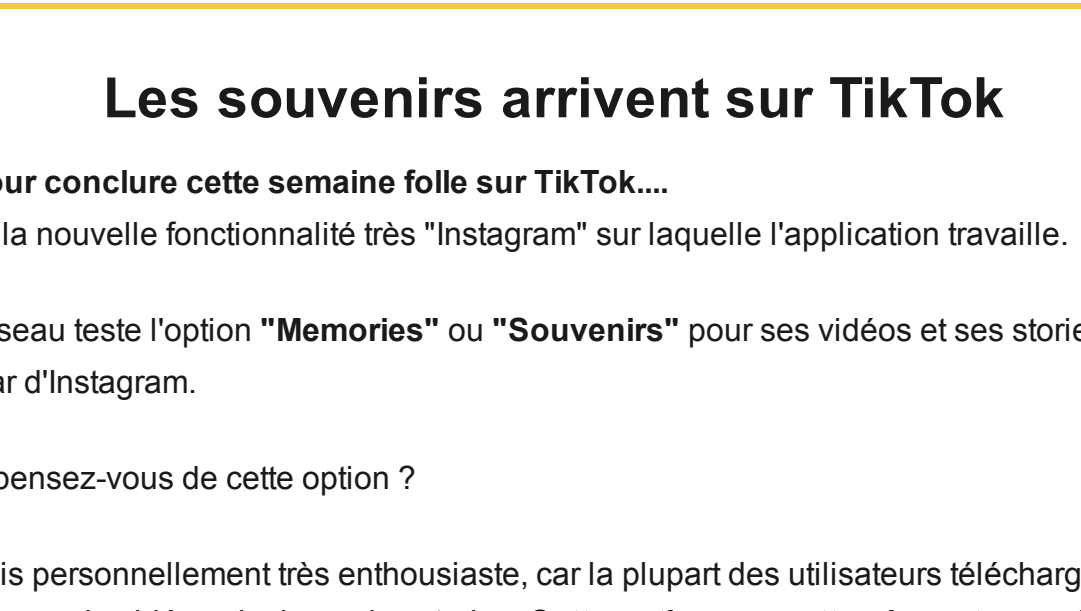 Les souvenirs arrivent sur TikTok
our conclure cette semaine folle sur TikTok....
la nouvelle fonctionnalité très "Instagram" sur laquelle l'application travaille.
seau teste l'option "Memories" ou "Souvenirs" pour ses vidéos et ses storie
ar d'Instagram.
pensez-vous de cette option ?
is personnellement très enthousiaste, car la plupart des utilisateurs télécharg